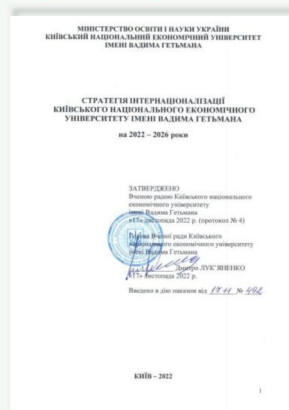 МІНІСТЕРСТВО ОСВІТИ І НАУКИ УКРАЇНИ
КИЇВСЬКИЙ НАЦІОНАЛЬНИЙ ЕКОНОМІЧНИЙ УНІВЕРСИТЕТ
ІМЕНІ ВАДИМА ГЕТЬМАНА
СТРАТЕГІЯ ІНТЕРНАЦІОНАЛІЗАЦІЇ
КИЇВСЬКОГО НАЦІОНАЛЬНОГО ЕКОНОМІЧНОГО
УНІВЕРСИТЕТУ ІМЕНІ ВАДИМА ГЕТЬМАНА
на 2022 – 2026 роки
ЗАТВЕРДЖЕНО
Вченою радою Київського національного
економічного університету
імені Вадима Гетьмана
«17» листопада 2022 р. (протокол № 4)
Голова Вченої ради Київського
національного економічного університету
імені Вадима Гетьмана
Дмитро ЛУК'ЯНЕНКО
«17» листопада 2022 р.
Введено в дію наказом від 17.11 № 492
КИЇВ – 2022
1